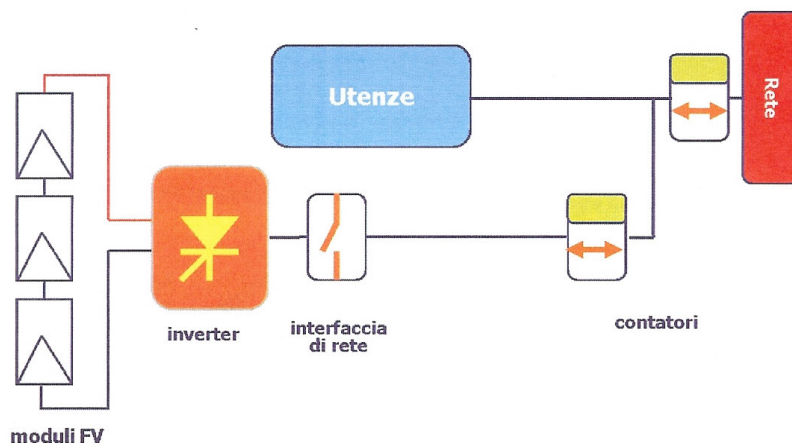 Utenze
Rete
inverter
interfaccia
di rete
contatori
moduli FV